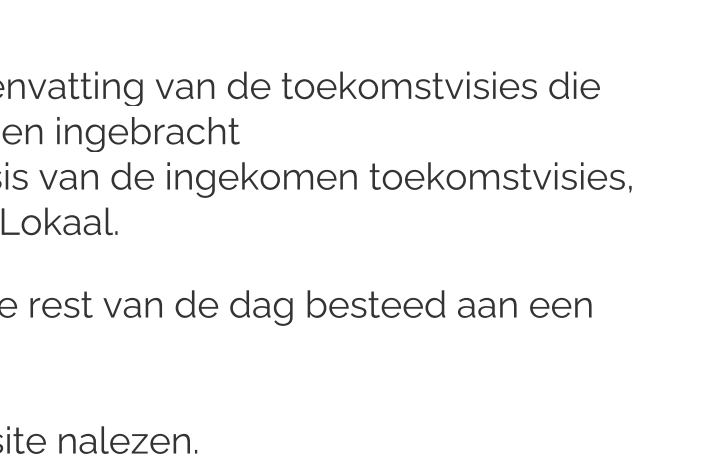 envatting van de toekomstvisies die
en ingebracht
sis van de ingekomen toekomstvisies,
Lokaal.
e rest van de dag besteed aan een
site nalezen.